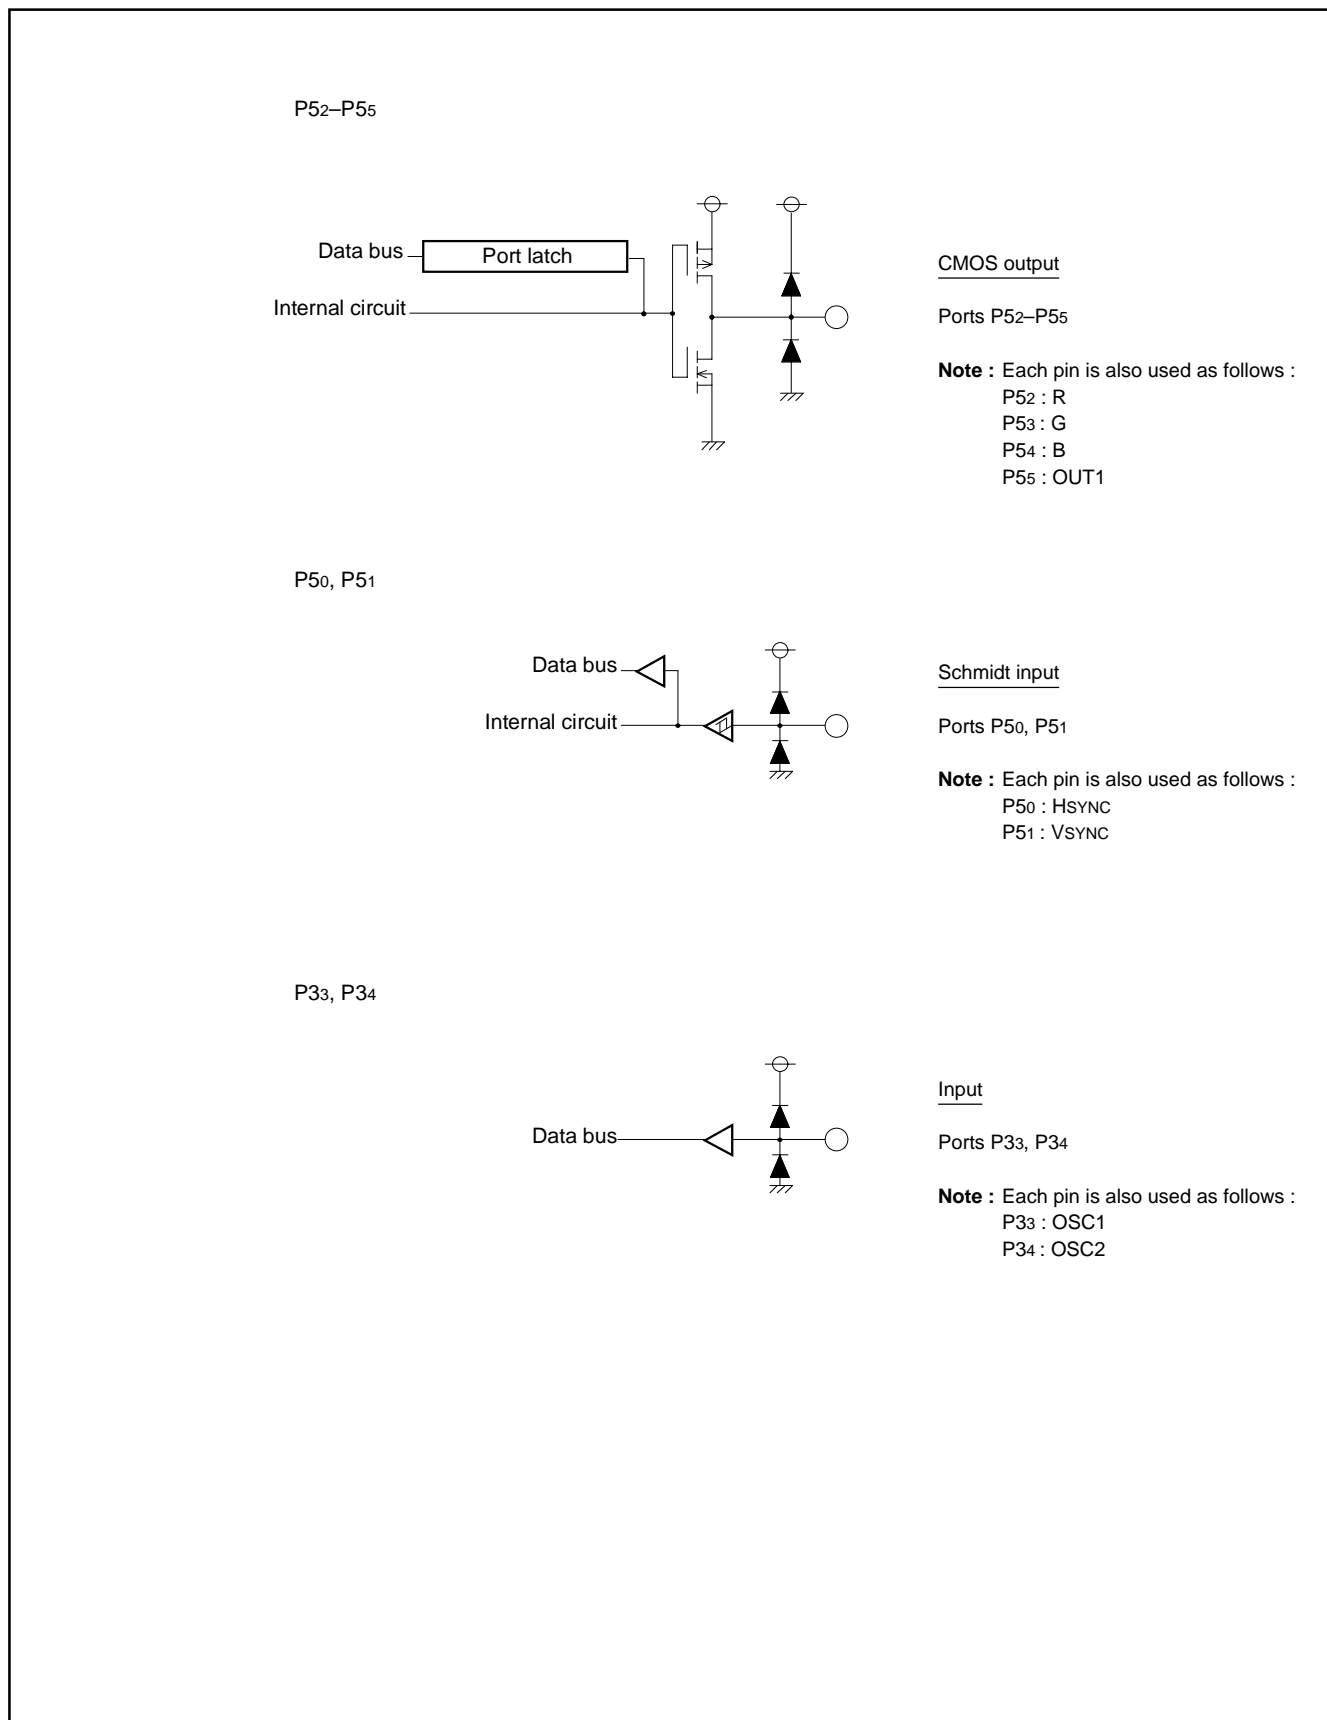 P52–P55
Data bus
Port latch
Internal circuit
CMOS output
Ports P52–P55
Note : Each pin is also used as follows :
P52 : R
P53 : G
P54 : B
P55 : OUT1
P50, P51
Data bus
Internal circuit
Schmidt input
Ports P50, P51
Note : Each pin is also used as follows :
P50 : HSYNC
P51 : VSYNC
P33, P34
Data bus
Input
Ports P33, P34
Note : Each pin is also used as follows :
P33 : OSC1
P34 : OSC2